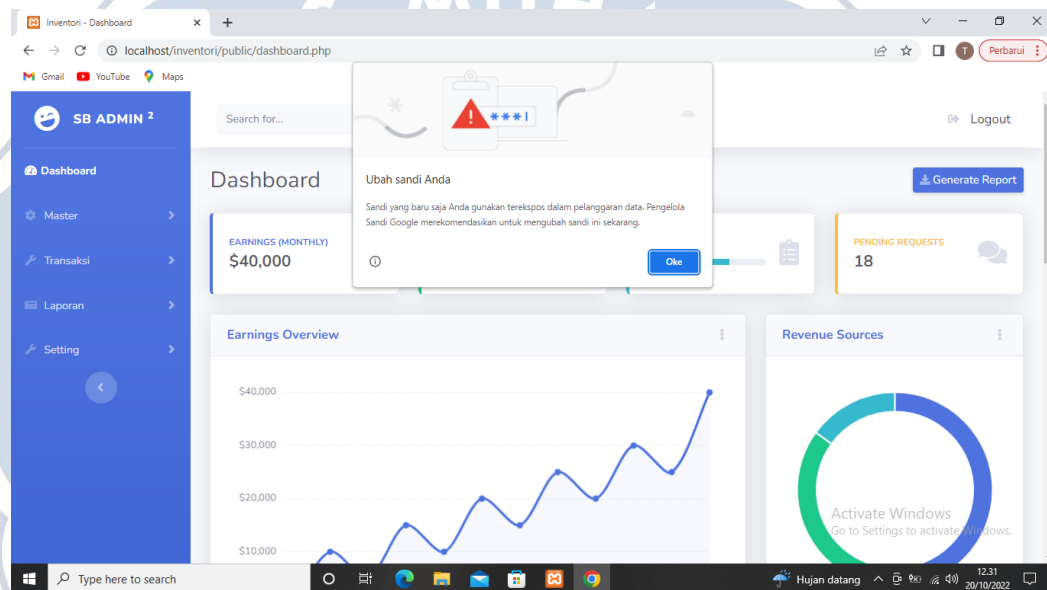 Inventori - Dashboard
localhost/inventori/public/dashboard.php
T
Perbarui
Gmail
YouTube
Maps
SB ADMIN 2
Search for...
Logout
Dashboard
Master
Transaksi
Laporan
Setting
Dashboard
Generate Report
***|
Ubah sandi Anda
Sandi yang baru saja Anda gunakan terekspos dalam pelanggaran data. Pengelola
Sandi Google merekomendasikan untuk mengubah sandi ini sekarang.
Oke
EARNINGS (MONTHLY)
$40,000
PENDING REQUESTS
18
Earnings Overview
$40,000
$30,000
$20,000
$10,000
Revenue Sources
Activate Windows
Go to Settings to activate Windows.
Type here to search
Hujan datang
12.31
20/10/2022